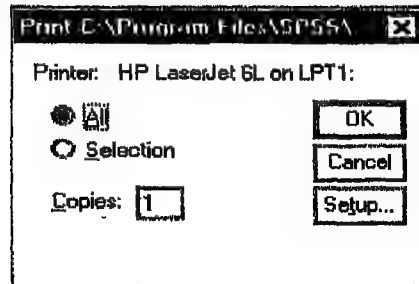 Print C:\Program Files\SPSS\
Printer: HP LaserJet 6L on LPT1:
All
Selection
Copies: 1
OK
Cancel
Setup...